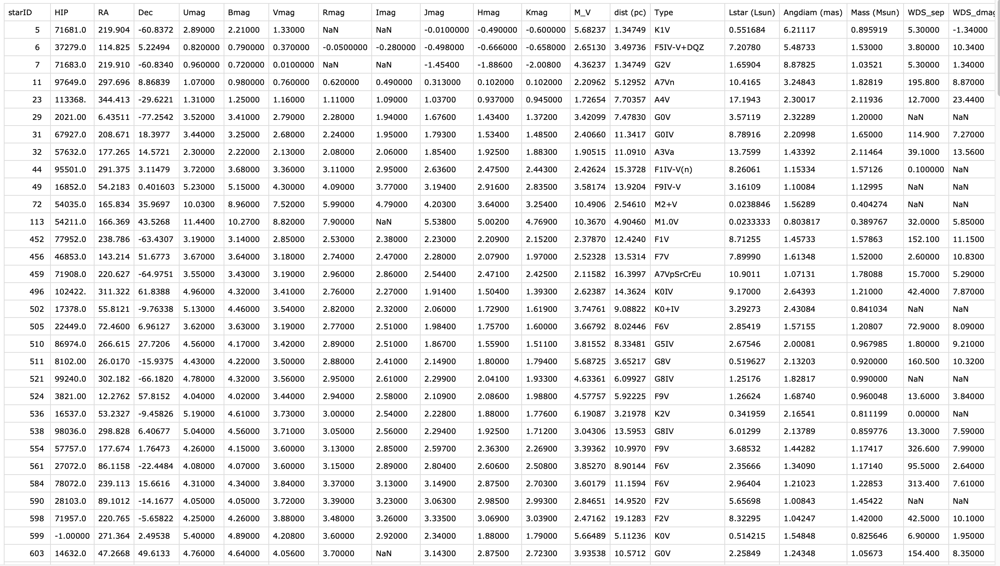 starID HIP RA Dec Umag Bmag Vmag Rmag Imag Jmag Hmag Kmag M_V dist (pc) Type Lstar (Lsun) Angdiam (mas) Mass (Msun) WDS_sep WDS_dmag
5 71681.0 219.904 -60.8372 2.89000 2.21000 1.33000 NaN NaN -0.0100000 -0.490000 -0.600000 5.68237 1.34749 K1V 0.551684 6.21117 0.895919 5.30000 -1.34000
6 37279.0 114.825 5.22494 0.820000 0.790000 0.370000 -0.0500000 -0.280000 -0.498000 -0.666000 -0.658000 2.65130 3.49736 F5IV-V+DQZ 7.20780 5.48733 1.53000 3.80000 10.3400
7 71683.0 219.910 -60.8340 0.960000 0.720000 0.0100000 NaN NaN -1.45400 -1.88600 -2.00800 4.36237 1.34749 G2V 1.65904 8.87825 1.03521 5.30000 1.34000
11 97649.0 297.696 8.86839 1.07000 0.980000 0.760000 0.620000 0.490000 0.313000 0.102000 0.102000 2.20962 5.12952 A7Vn 10.4165 3.24843 1.82819 195.800 8.87000
23 113368. 344.413 -29.6221 1.31000 1.25000 1.16000 1.11000 1.09000 1.03700 0.937000 0.945000 1.72654 7.70357 A4V 17.1943 2.30017 2.11936 12.7000 23.4400
29 2021.00 6.43511 -77.2542 3.52000 3.41000 2.79000 2.28000 1.94000 1.67600 1.43400 1.37200 3.42099 7.47830 G0V 3.57119 2.32289 1.20000 NaN NaN
31 67927.0 208.671 18.3977 3.44000 3.25000 2.68000 2.24000 1.95000 1.79300 1.53400 1.48500 2.40660 11.3417 G0IV 8.78916 2.20998 1.65000 114.900 7.27000
32 57632.0 177.265 14.5721 2.30000 2.22000 2.13000 2.08000 2.06000 1.85400 1.92500 1.88300 1.90515 11.0910 A3Va 13.7599 1.43392 2.11464 39.1000 13.5600
44 95501.0 291.375 3.11479 3.72000 3.68000 3.36000 3.11000 2.95000 2.63600 2.47500 2.44300 2.42624 15.3728 F1IV-V(n) 8.26061 1.15334 1.57126 0.100000 NaN
49 16852.0 54.2183 0.401603 5.23000 5.15000 4.30000 4.09000 3.77000 3.19400 2.91600 2.83500 3.58174 13.9204 F9IV-V 3.16109 1.10084 1.12995 NaN NaN
72 54035.0 165.834 35.9697 10.0300 8.96000 7.52000 5.99000 4.79000 4.20300 3.64000 3.25400 10.4906 2.54610 M2+V 0.0238846 1.56289 0.404274 NaN NaN
113 54211.0 166.369 43.5268 11.4400 10.2700 8.82000 7.90000 NaN 5.53800 5.00200 4.76900 10.3670 4.90460 M1.0V 0.0233333 0.803817 0.389767 32.0000 5.85000
452 77952.0 238.786 -63.4307 3.19000 3.14000 2.85000 2.53000 2.38000 2.23000 2.20900 2.15200 2.37870 12.4240 F1V 8.71255 1.45733 1.57863 152.100 11.1500
456 46853.0 143.214 51.6773 3.67000 3.64000 3.18000 2.74000 2.47000 2.28000 2.07900 1.97000 2.52328 13.5314 F7V 7.89990 1.61348 1.52000 2.60000 10.8300
459 71908.0 220.627 -64.9751 3.55000 3.43000 3.19000 2.96000 2.86000 2.54400 2.47100 2.42500 2.11582 16.3997 A7VpSrCrEu 10.9011 1.07131 1.78088 15.7000 5.29000
496 102422. 311.322 61.8388 4.96000 4.32000 3.41000 2.76000 2.27000 1.91400 1.50400 1.39300 2.62387 14.3624 K0IV 9.17000 2.64393 1.21000 42.4000 7.87000
502 17378.0 55.8121 -9.76338 5.13000 4.46000 3.54000 2.82000 2.32000 2.06000 1.72900 1.61900 3.74761 9.08822 K0+IV 3.29273 2.43084 0.841034 NaN NaN
505 22449.0 72.4600 6.96127 3.62000 3.63000 3.19000 2.77000 2.51000 1.98400 1.75700 1.60000 3.66792 8.02446 F6V 2.85419 1.57155 1.20807 72.9000 8.09000
510 86974.0 266.615 27.7206 4.56000 4.17000 3.42000 2.89000 2.51000 1.86700 1.55900 1.51100 3.81552 8.33481 G5IV 2.67546 2.00081 0.967985 1.80000 9.21000
511 8102.00 26.0170 -15.9375 4.43000 4.22000 3.50000 2.88000 2.41000 2.14900 1.80000 1.79400 5.68725 3.65217 G8V 0.519627 2.13203 0.920000 160.500 10.3200
521 99240.0 302.182 -66.1820 4.78000 4.32000 3.56000 2.95000 2.61000 2.29900 2.04100 1.93300 4.63361 6.09927 G8IV 1.25176 1.82817 0.990000 NaN NaN
524 3821.00 12.2762 57.8152 4.04000 4.02000 3.44000 2.94000 2.58000 2.10900 2.08600 1.98800 4.57757 5.92225 F9V 1.26624 1.68740 0.960048 13.6000 3.84000
536 16537.0 53.2327 -9.45826 5.19000 4.61000 3.73000 3.00000 2.54000 2.22800 1.88000 1.77600 6.19087 3.21978 K2V 0.341959 2.16541 0.811199 0.00000 NaN
538 98036.0 298.828 6.40677 5.04000 4.56000 3.71000 3.05000 2.56000 2.29400 1.92500 1.71200 3.04306 13.5953 G8IV 6.01299 2.13789 0.859776 13.3000 7.59000
554 57757.0 177.674 1.76473 4.26000 4.15000 3.60000 3.13000 2.85000 2.59700 2.36300 2.26900 3.39362 10.9970 F9V 3.68532 1.44282 1.17417 326.600 7.99000
561 27072.0 86.1158 -22.4484 4.08000 4.07000 3.60000 3.15000 2.89000 2.80400 2.60600 2.50800 3.85270 8.90144 F6V 2.35666 1.34090 1.17140 95.5000 2.64000
584 78072.0 239.113 15.6616 4.31000 4.34000 3.84000 3.37000 3.13000 3.14900 2.87500 2.70300 3.60179 11.1594 F6V 2.96404 1.21023 1.22853 313.400 7.61000
590 28103.0 89.1012 -14.1677 4.05000 4.05000 3.72000 3.39000 3.23000 3.06300 2.98500 2.99300 2.84651 14.9520 F2V 5.65698 1.00843 1.45422 NaN NaN
598 71957.0 220.765 -5.65822 4.25000 4.26000 3.88000 3.48000 3.26000 3.33500 3.06900 3.03900 2.47162 19.1283 F2V 8.32295 1.04247 1.42000 42.5000 10.1000
599 -1.00000 271.364 2.49538 5.40000 4.89000 4.20800 3.60000 2.92000 2.34000 1.88000 1.79000 5.66489 5.11236 K0V 0.514215 1.54848 0.825646 6.90000 1.95000
603 14632.0 47.2668 49.6133 4.76000 4.64000 4.05600 3.70000 NaN 3.14300 2.87500 2.72300 3.93538 10.5712 G0V 2.25849 1.24348 1.05673 154.400 8.35000